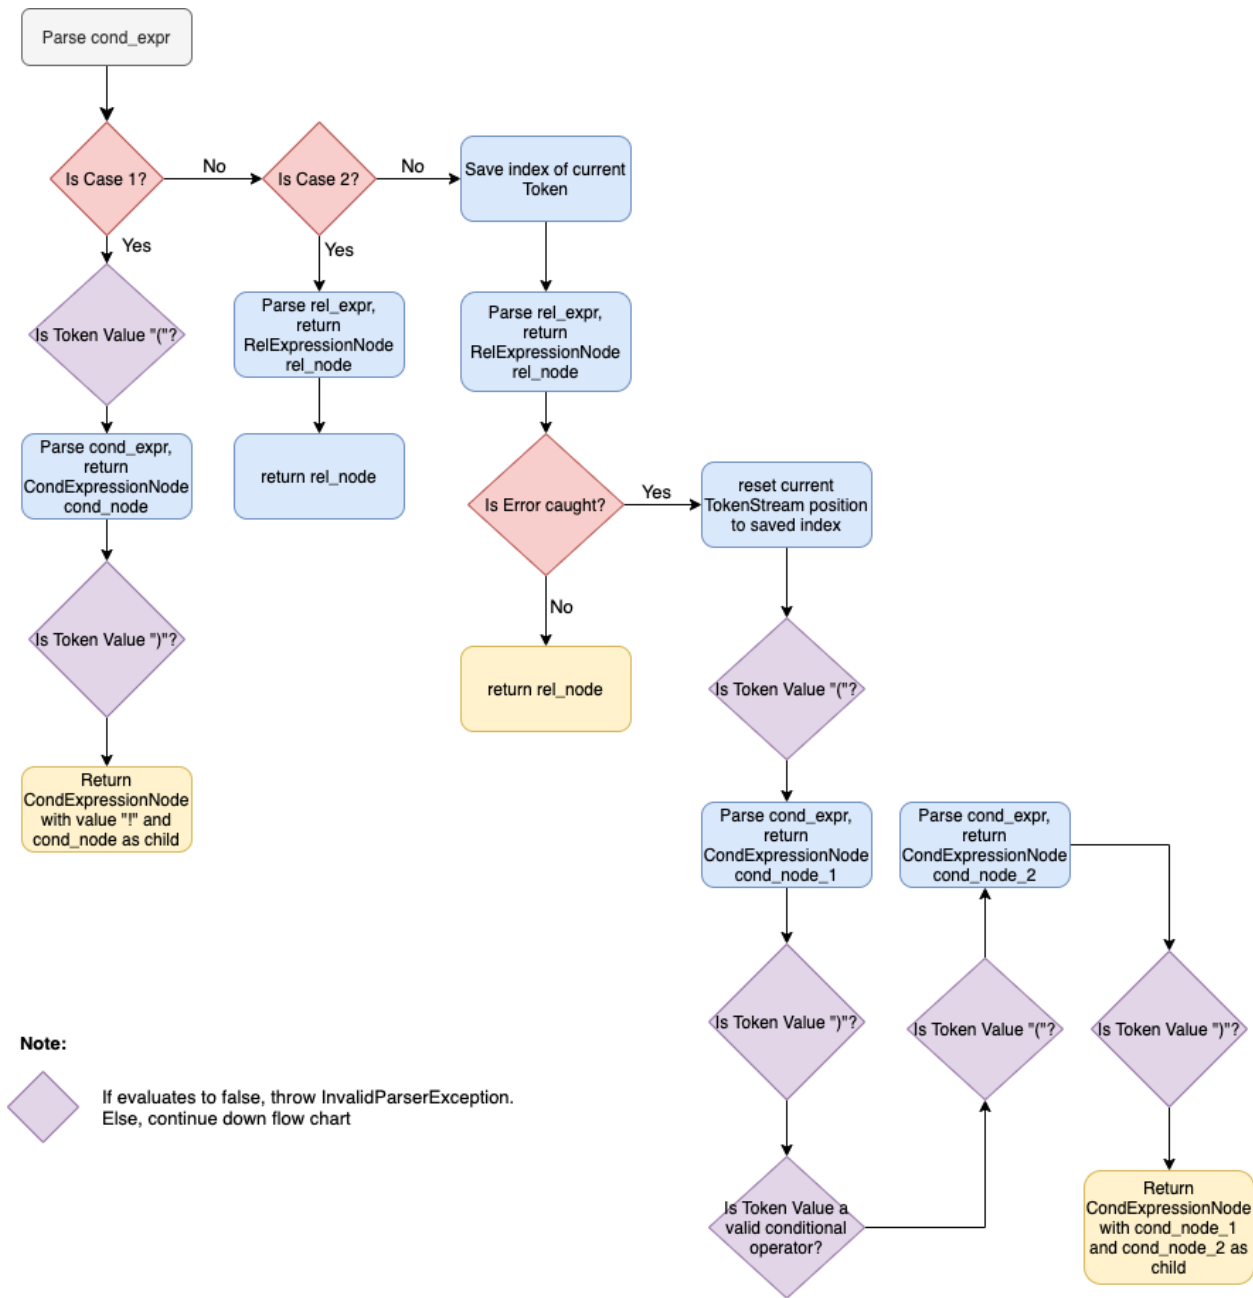 Parse cond_expr
Is Case 1?
No
Is Case 2?
No
Save index of current
Token
Yes
Yes
Is Token Value "("?
Parse rel_expr,
return
RelExpressionNode
rel_node
Parse rel_expr,
return
RelExpressionNode
rel_node
Parse cond_expr,
return
CondExpressionNode
cond_node
return rel_node
Is Error caught?
Yes
reset current
TokenStream position
to saved index
No
Is Token Value ")"?
return rel_node
Is Token Value "("?
Return
CondExpressionNode
with value "!" and
cond_node as child
Parse cond_expr,
return
CondExpressionNode
cond_node_1
Parse cond_expr,
return
CondExpressionNode
cond_node_2
Is Token Value ")"?
Is Token Value "("?
Is Token Value ")"?
Note:
If evaluates to false, throw InvalidParserException.
Else, continue down flow chart
Is Token Value a
valid conditional
operator?
Return
CondExpressionNode
with cond_node_1
and cond_node_2 as
child